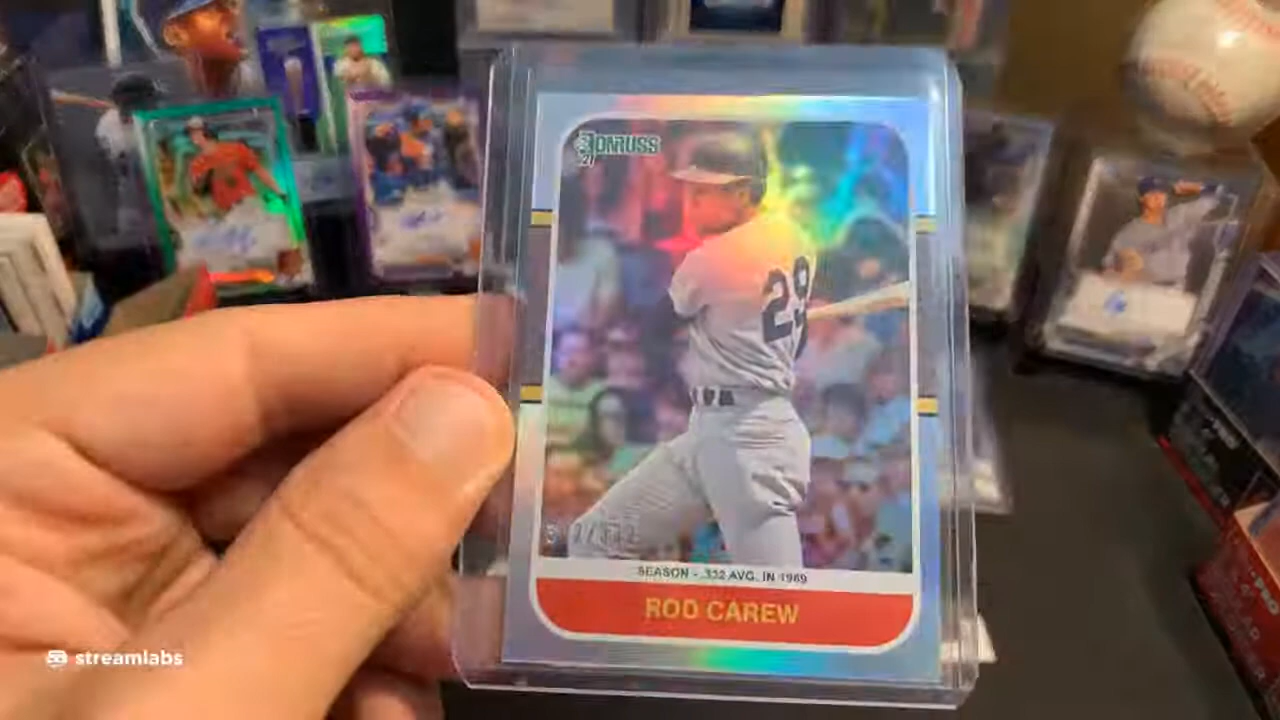 DONRUSS
'21
29
SEASON - .332 AVG. IN 1969
ROD CAREW
streamlabs